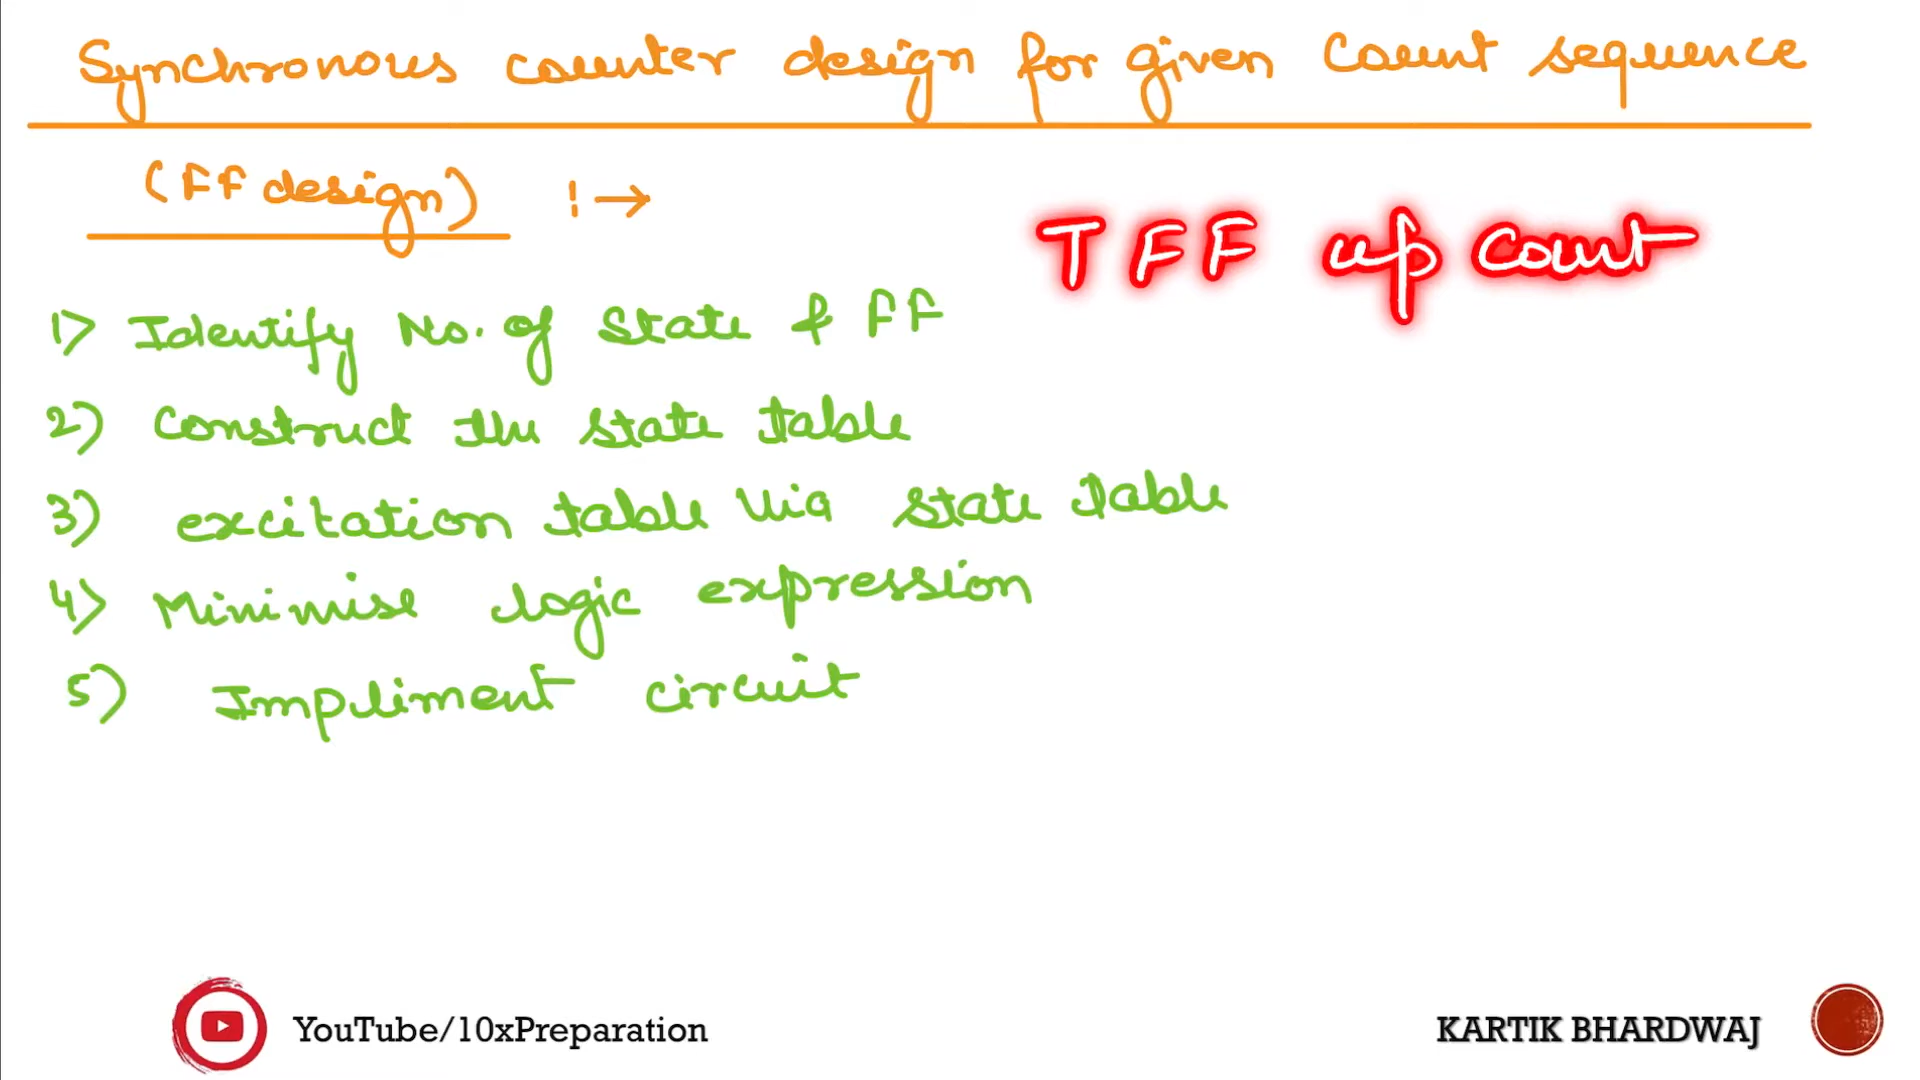 Synchronous counter design for given Count sequence
(FF design) :→
TFF up Count
1) Identify No. of State & FF
2) Construct the state table
3) excitation table via state table
4) Minimise logic expression
5) Impliment circuit
YouTube/10xPreparation
KARTIK BHARDWAJ